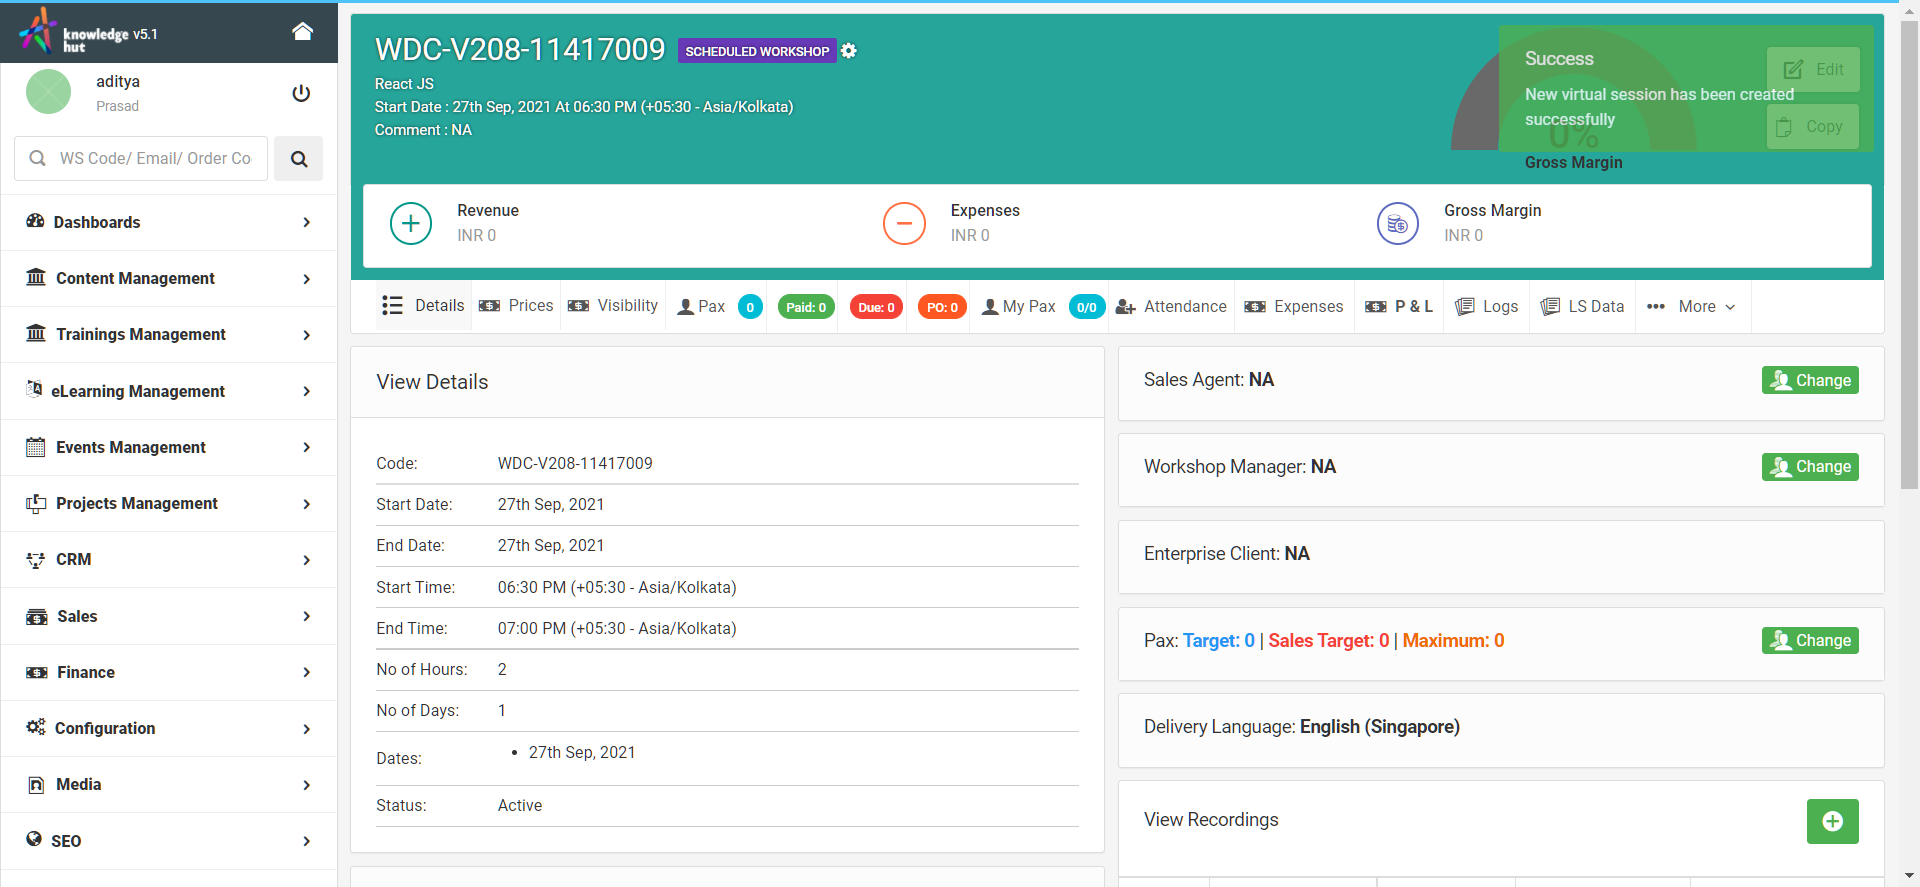 knowledge hut v5.1
aditya
Prasad
WS Code/ Email/ Order Co
Dashboards
Content Management
Trainings Management
eLearning Management
Events Management
Projects Management
CRM
Sales
Finance
Configuration
Media
SEO
WDC-V208-11417009 SCHEDULED WORKSHOP
React JS
Start Date : 27th Sep, 2021 At 06:30 PM (+05:30 - Asia/Kolkata)
Comment : NA
Success
New virtual session has been created
successfully
Edit
Copy
0%
Gross Margin
Revenue
INR 0
Expenses
INR 0
Gross Margin
INR 0
Details Prices Visibility Pax 0 Paid: 0 Due: 0 PO: 0 My Pax 0/0 Attendance Expenses P & L Logs LS Data ••• More
View Details
Code: WDC-V208-11417009
Start Date: 27th Sep, 2021
End Date: 27th Sep, 2021
Start Time: 06:30 PM (+05:30 - Asia/Kolkata)
End Time: 07:00 PM (+05:30 - Asia/Kolkata)
No of Hours: 2
No of Days: 1
Dates: • 27th Sep, 2021
Status: Active
Sales Agent: NA Change
Workshop Manager: NA Change
Enterprise Client: NA
Pax: Target: 0 | Sales Target: 0 | Maximum: 0 Change
Delivery Language: English (Singapore)
View Recordings